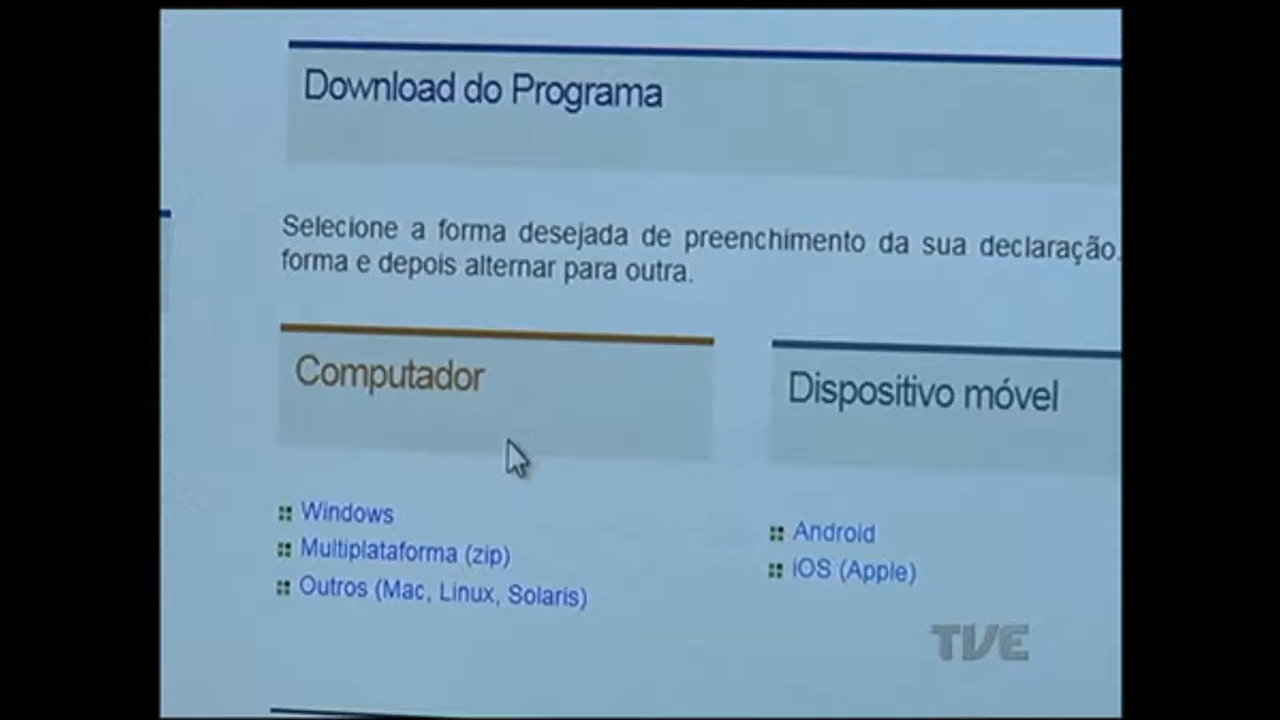 Download do Programa
Selecione a forma desejada de preenchimento da sua declaração.
forma e depois alternar para outra.
Computador
Dispositivo móvel
Windows
Multiplataforma (zip)
Outros (Mac, Linux, Solaris)
Android
iOS (Apple)
TVE